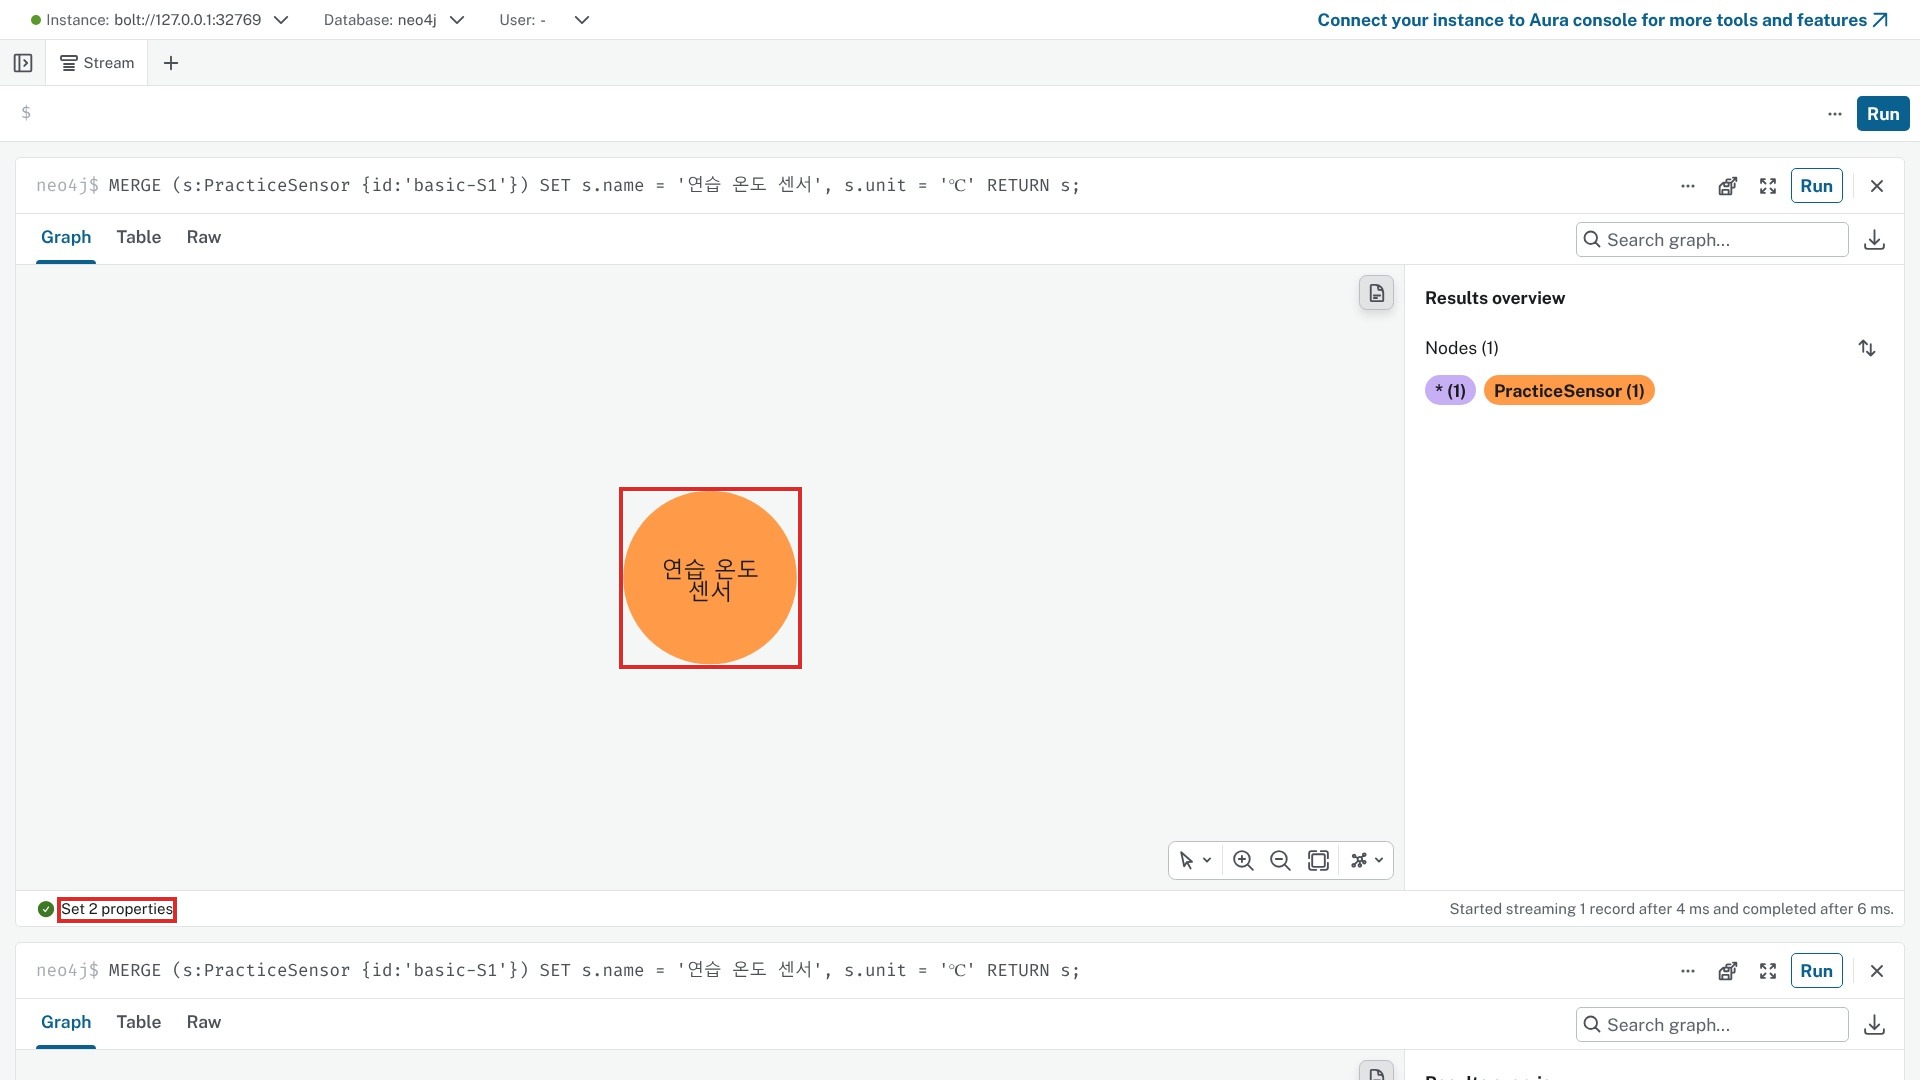 Instance: bolt://127.0.0.1:32769 Database: neo4j User: - Connect your instance to Aura console for more tools and features
Stream
$ Run
neo4j$ MERGE (s:PracticeSensor {id:'basic-S1'}) SET s.name = '연습 온도 센서', s.unit = '℃' RETURN s; Run
Graph Table Raw Search graph...
Results overview
Nodes (1)
* (1) PracticeSensor (1)
연습 온도
센서
Set 2 properties Started streaming 1 record after 4 ms and completed after 6 ms.
neo4j$ MERGE (s:PracticeSensor {id:'basic-S1'}) SET s.name = '연습 온도 센서', s.unit = '℃' RETURN s; Run
Graph Table Raw Search graph...